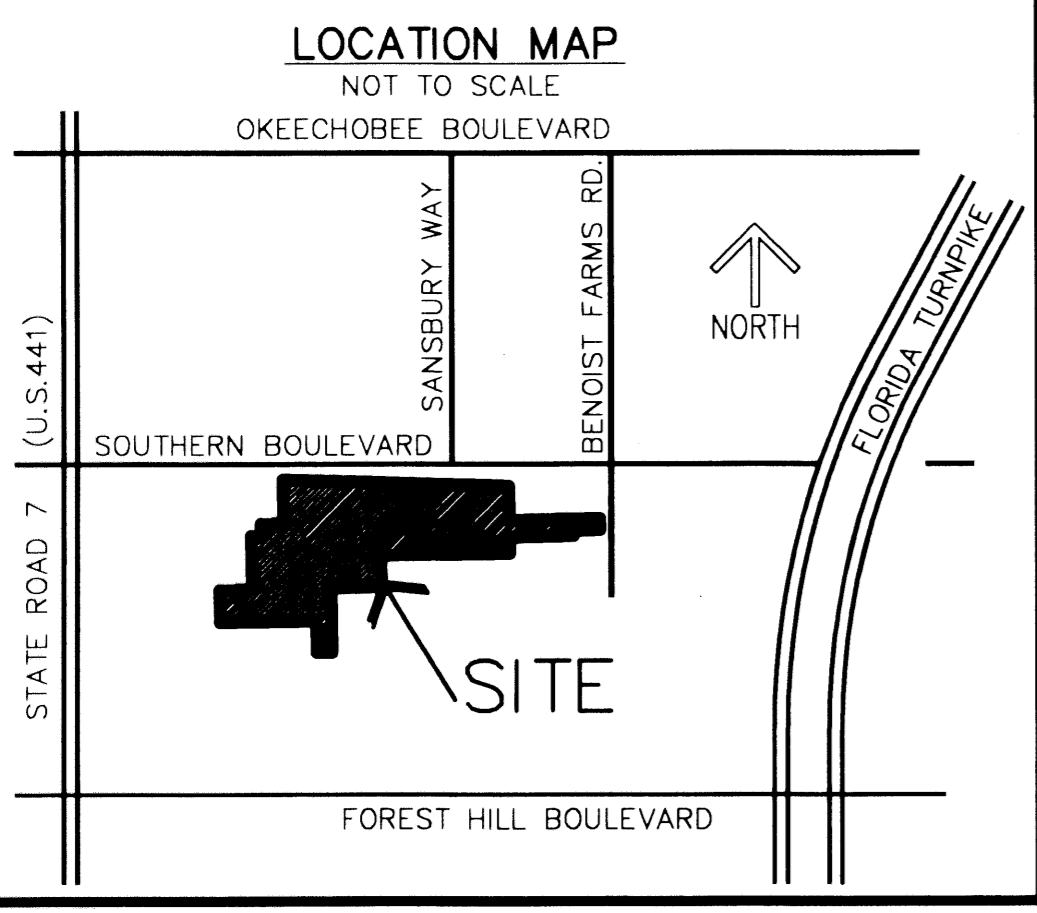 LOCATION MAP
NOT TO SCALE
OKEECHOBEE BOULEVARD
SANSBURY WAY
BENOIST FARMS RD.
NORTH
FLORIDA TURNPIKE
(U.S.441)
SOUTHERN BOULEVARD
STATE ROAD 7
SITE
FOREST HILL BOULEVARD